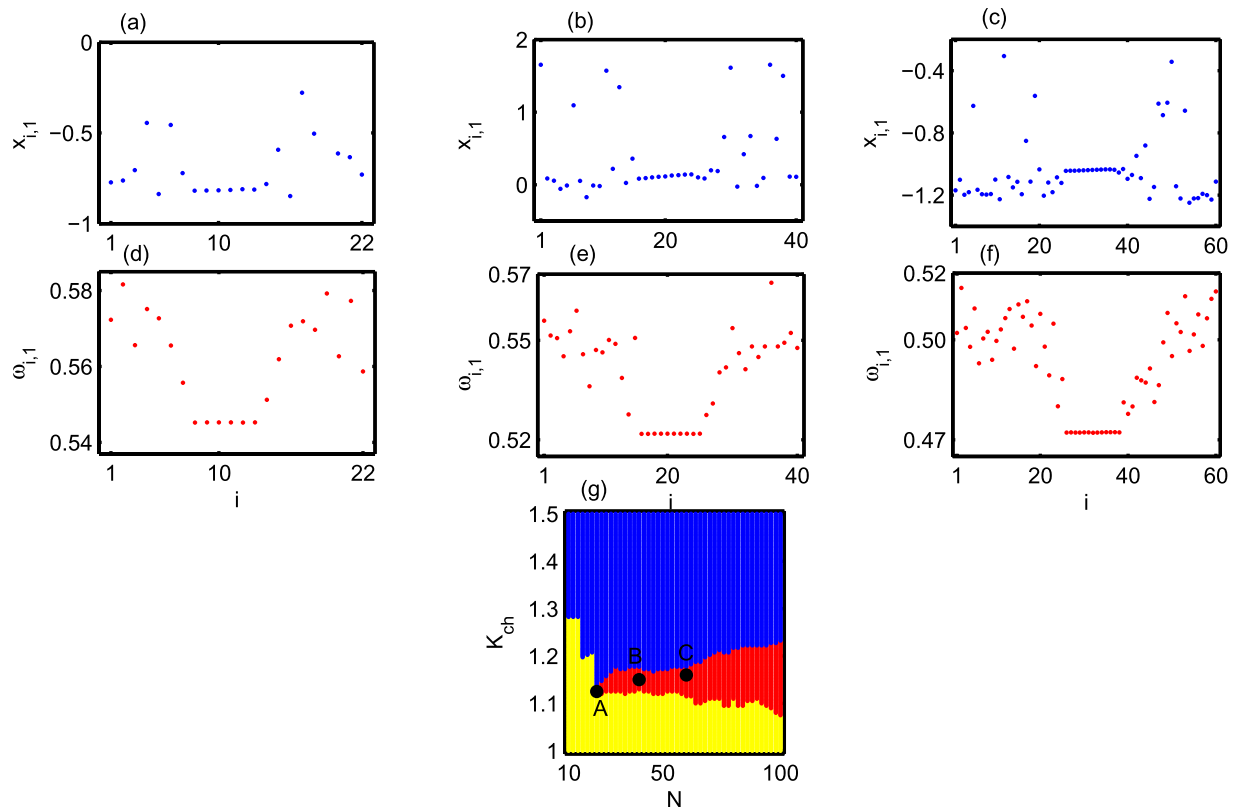 (a)
(b)
(c)
0
−0.5
−1
x_{i,1}
1
10
22
2
1
0
x_{i,1}
1
20
40
−0.4
−0.8
−1.2
x_{i,1}
1
20
40
60
(d)
(e)
(f)
0.58
0.56
0.54
ω_{i,1}
1
10
22
i
0.57
0.55
0.52
ω_{i,1}
1
20
40
i
0.52
0.50
0.47
ω_{i,1}
1
20
40
60
i
(g)
1.5
1.4
1.3
1.2
1.1
1
K_{ch}
A
B
C
10
50
100
N